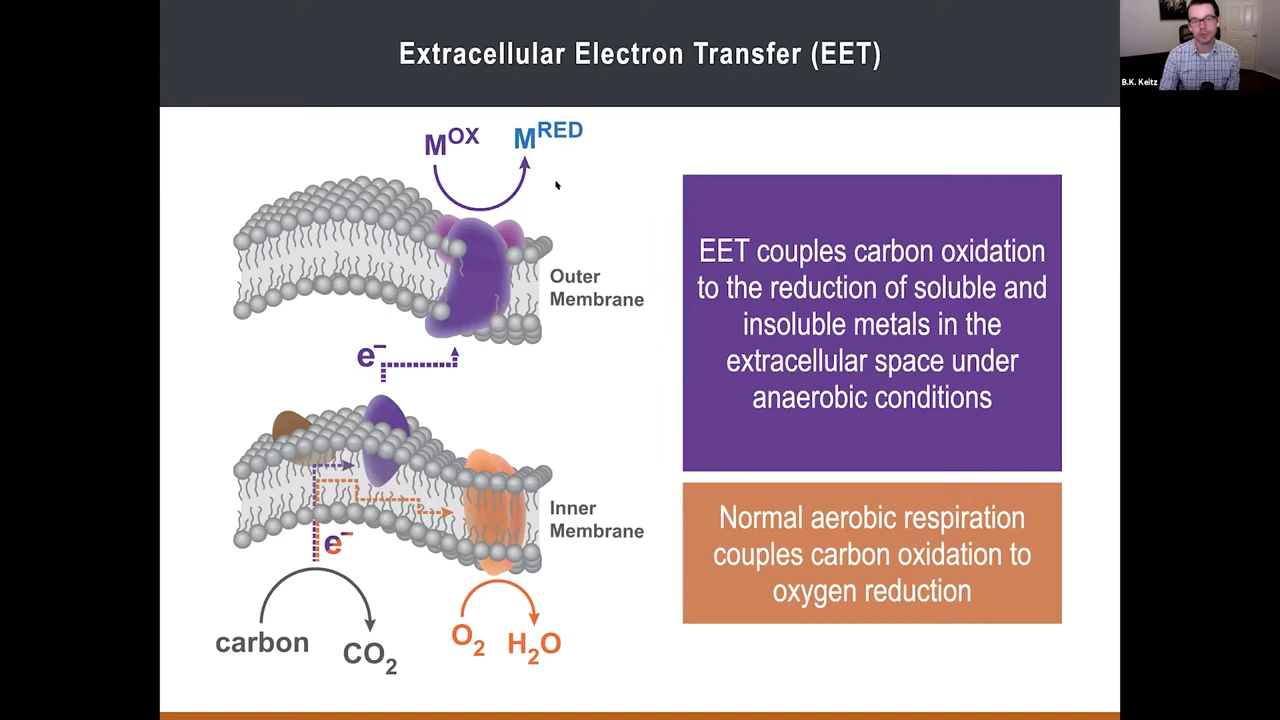 Extracellular Electron Transfer (EET)
B.K. Keitz
M^OX M^RED
Outer
Membrane
e⁻
Inner
Membrane
e⁻
carbon
CO₂
O₂
H₂O
EET couples carbon oxidation
to the reduction of soluble and
insoluble metals in the
extracellular space under
anaerobic conditions
Normal aerobic respiration
couples carbon oxidation to
oxygen reduction